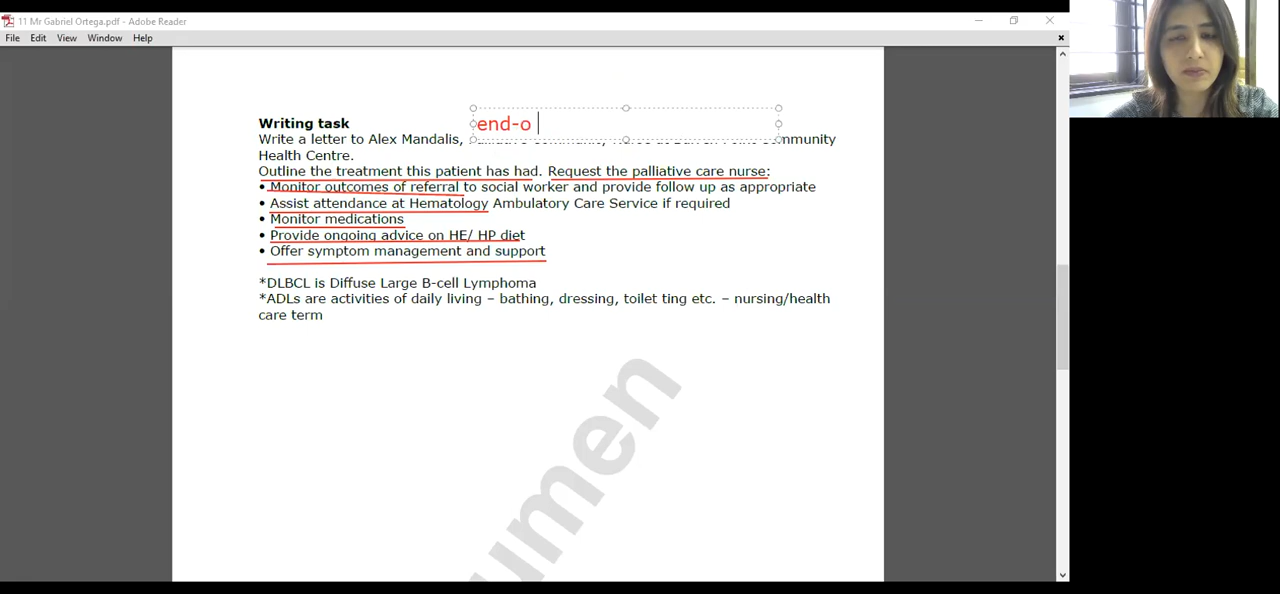 11 Mr Gabriel Ortega.pdf - Adobe Reader
File Edit View Window Help
Writing task
end-o
Write a letter to Alex Mandalis, Community
Health Centre.
Outline the treatment this patient has had. Request the palliative care nurse:
• Monitor outcomes of referral to social worker and provide follow up as appropriate
• Assist attendance at Hematology Ambulatory Care Service if required
• Monitor medications
• Provide ongoing advice on HE/ HP diet
• Offer symptom management and support
*DLBCL is Diffuse Large B-cell Lymphoma
*ADLs are activities of daily living – bathing, dressing, toilet ting etc. – nursing/health
care term
umen